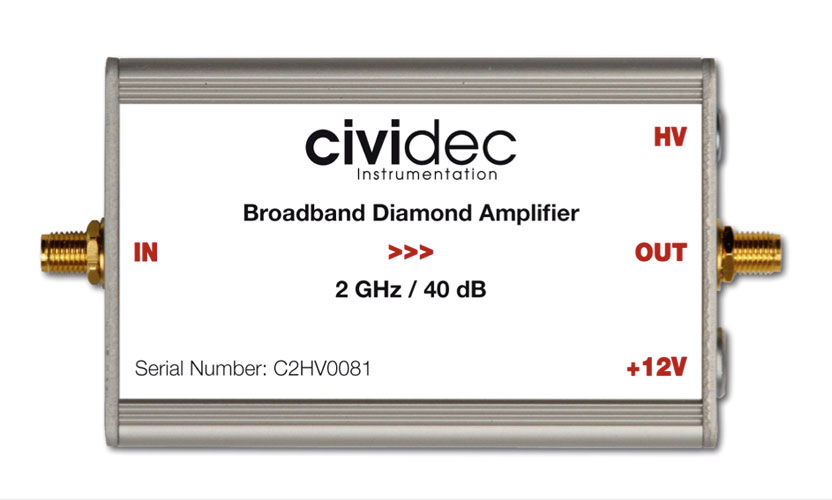 cividec
Instrumentation
HV
Broadband Diamond Amplifier
IN >>> OUT
2 GHz / 40 dB
Serial Number: C2HV0081
+12V